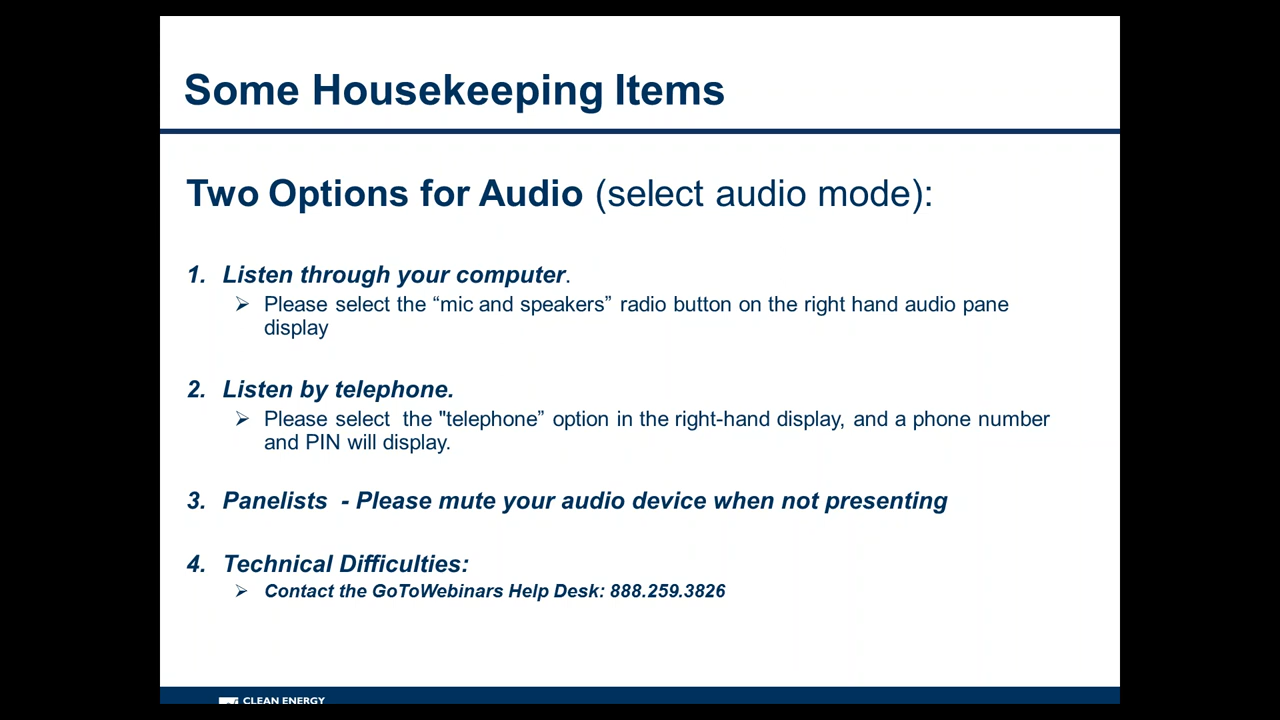 Some Housekeeping Items
Two Options for Audio (select audio mode):
1. Listen through your computer.
➢ Please select the “mic and speakers” radio button on the right hand audio pane
display
2. Listen by telephone.
➢ Please select  the "telephone” option in the right-hand display, and a phone number
and PIN will display.
3. Panelists  - Please mute your audio device when not presenting
4. Technical Difficulties:
➢ Contact the GoToWebinars Help Desk: 888.259.3826
CLEAN ENERGY